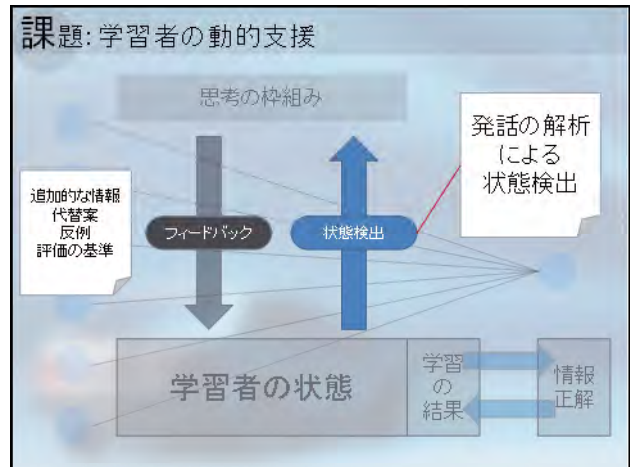 課題: 学習者の動的支援
思考の枠組み
発話の解析
による
状態検出
追加的な情報
代替案
反例
評価の基準
フィードバック
状態検出
学習者の状態
学習
の
結果
情報
正解